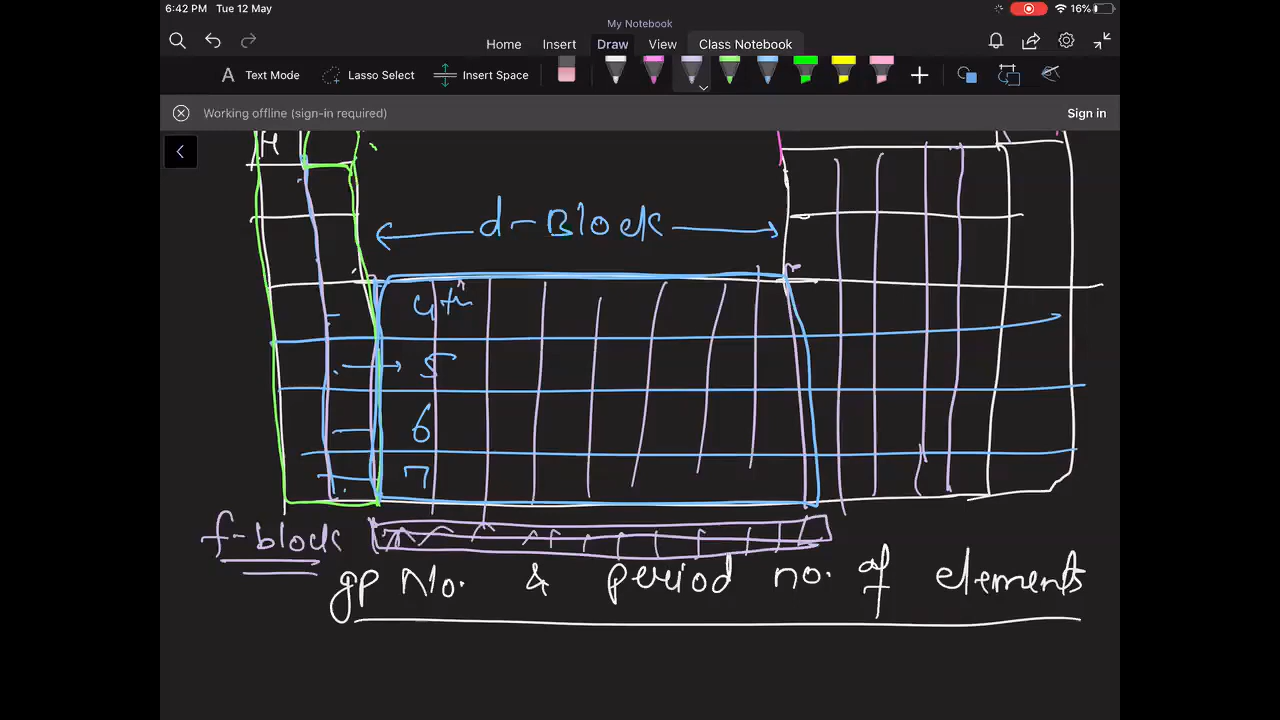 6:42 PM Tue 12 May 16%
My Notebook
Home Insert Draw View Class Notebook
Text Mode Lasso Select Insert Space
Working offline (sign-in required) Sign in
H
d-Block
4th
5
6
7
f-block
gp No. & period no. of elements